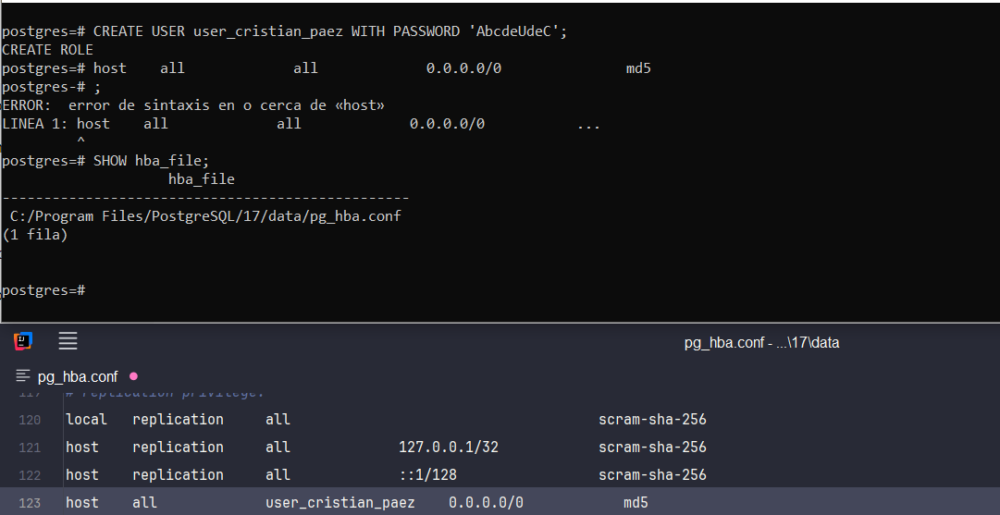 postgres=# CREATE USER user_cristian_paez WITH PASSWORD 'AbcdeUdeC';
CREATE ROLE
postgres=# host    all             all             0.0.0.0/0               md5
postgres-# ;
ERROR:  error de sintaxis en o cerca de «host»
LINEA 1: host    all             all             0.0.0.0/0             ...
         ^
postgres=# SHOW hba_file;
                    hba_file
-------------------------------------------------
 C:/Program Files/PostgreSQL/17/data/pg_hba.conf
(1 fila)
postgres=#
pg_hba.conf - ...\17\data
pg_hba.conf
117 # replication privilege.
120 local   replication     all                                     scram-sha-256
121 host    replication     all             127.0.0.1/32            scram-sha-256
122 host    replication     all             ::1/128                 scram-sha-256
123 host    all             user_cristian_paez    0.0.0.0/0            md5